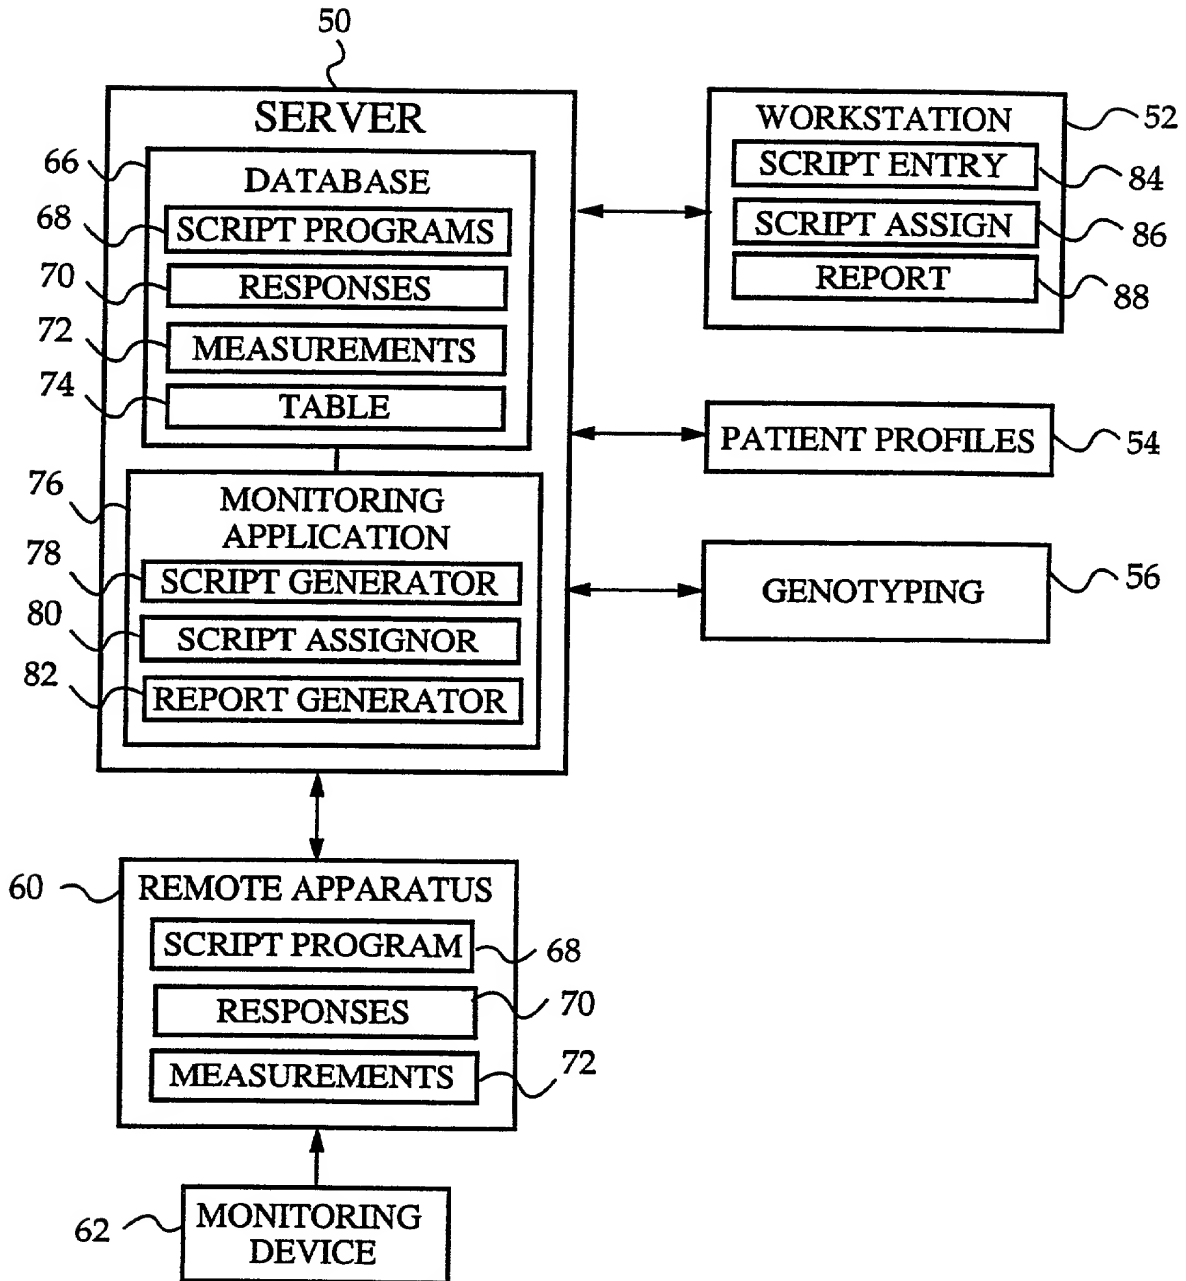 50
SERVER
66
DATABASE
68
SCRIPT PROGRAMS
70
RESPONSES
72
MEASUREMENTS
74
TABLE
76
MONITORING
APPLICATION
78
SCRIPT GENERATOR
80
SCRIPT ASSIGNOR
82
REPORT GENERATOR
WORKSTATION
52
SCRIPT ENTRY
84
SCRIPT ASSIGN
86
REPORT
88
PATIENT PROFILES
54
GENOTYPING
56
60
REMOTE APPARATUS
SCRIPT PROGRAM
68
RESPONSES
70
MEASUREMENTS
72
62
MONITORING
DEVICE